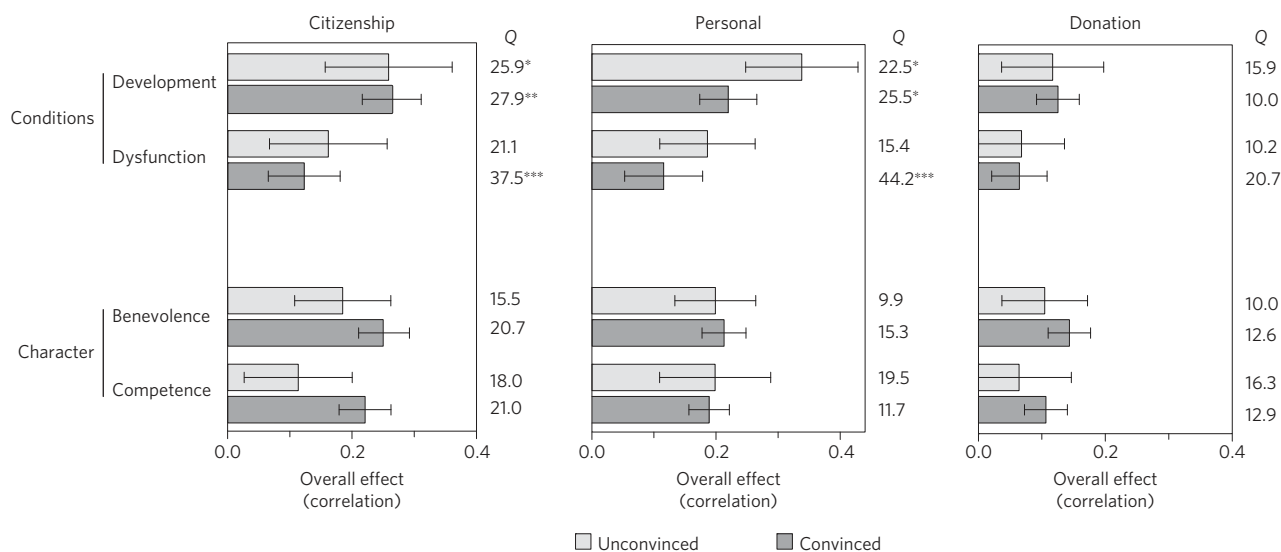 Citizenship Personal Donation
Q Q Q
Conditions
Development
25.9* 22.5* 15.9
27.9** 25.5* 10.0
Dysfunction
21.1 15.4 10.2
37.5*** 44.2*** 20.7
Character
Benevolence
15.5 9.9 10.0
20.7 15.3 12.6
Competence
18.0 19.5 16.3
21.0 11.7 12.9
0.0 0.2 0.4 0.0 0.2 0.4 0.0 0.2 0.4
Overall effect Overall effect Overall effect
(correlation) (correlation) (correlation)
Unconvinced Convinced